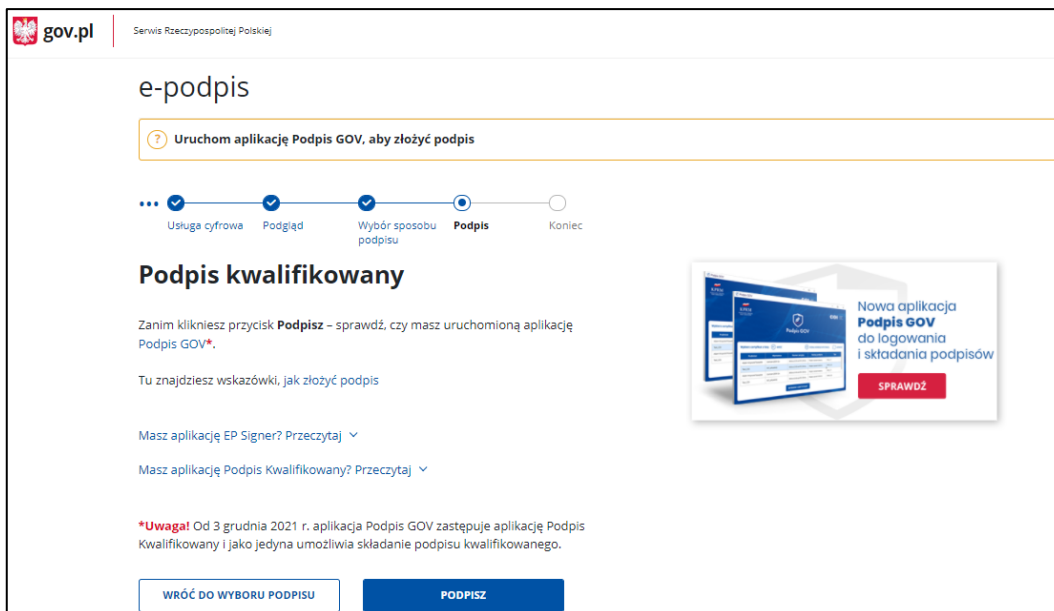 gov.pl
Serwis Rzeczypospolitej Polskiej
e-podpis
Uruchom aplikację Podpis GOV, aby złożyć podpis
Usługa cyfrowa
Podgląd
Wybór sposobu
podpisu
Podpis
Koniec
Podpis kwalifikowany
Zanim klikniesz przycisk Podpisz – sprawdź, czy masz uruchomioną aplikację
Podpis GOV*.
Tu znajdziesz wskazówki, jak złożyć podpis
Masz aplikację EP Signer? Przeczytaj
Masz aplikację Podpis Kwalifikowany? Przeczytaj
*Uwaga! Od 3 grudnia 2021 r. aplikacja Podpis GOV zastępuje aplikację Podpis
Kwalifikowany i jako jedyna umożliwia składanie podpisu kwalifikowanego.
WRÓĆ DO WYBORU PODPISU
PODPISZ
Podpis GOV
Nowa aplikacja
Podpis GOV
do logowania
i składania podpisów
SPRAWDŹ